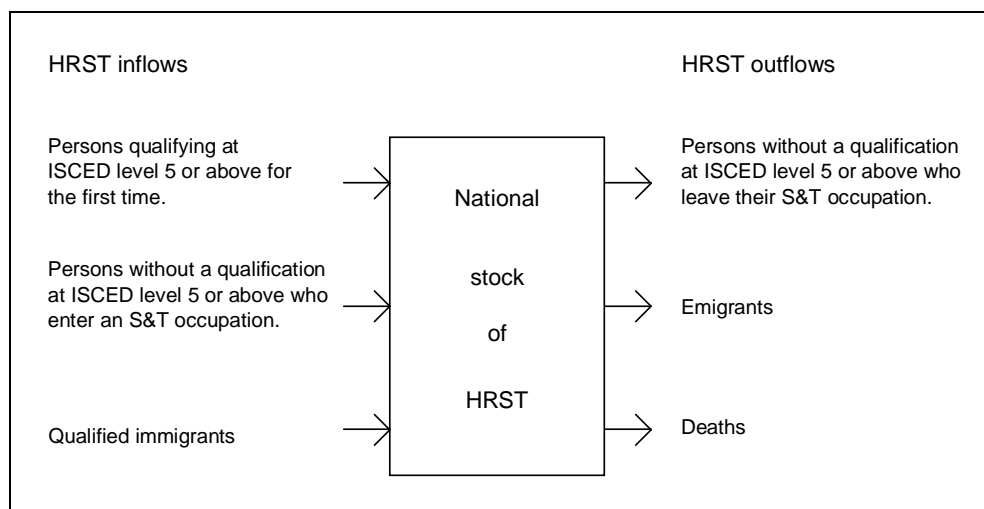 HRST inflows
HRST outflows
Persons qualifying at
ISCED level 5 or above for
the first time.
Persons without a qualification
at ISCED level 5 or above who
enter an S&T occupation.
Qualified immigrants
National
stock
of
HRST
Persons without a qualification
at ISCED level 5 or above who
leave their S&T occupation.
Emigrants
Deaths